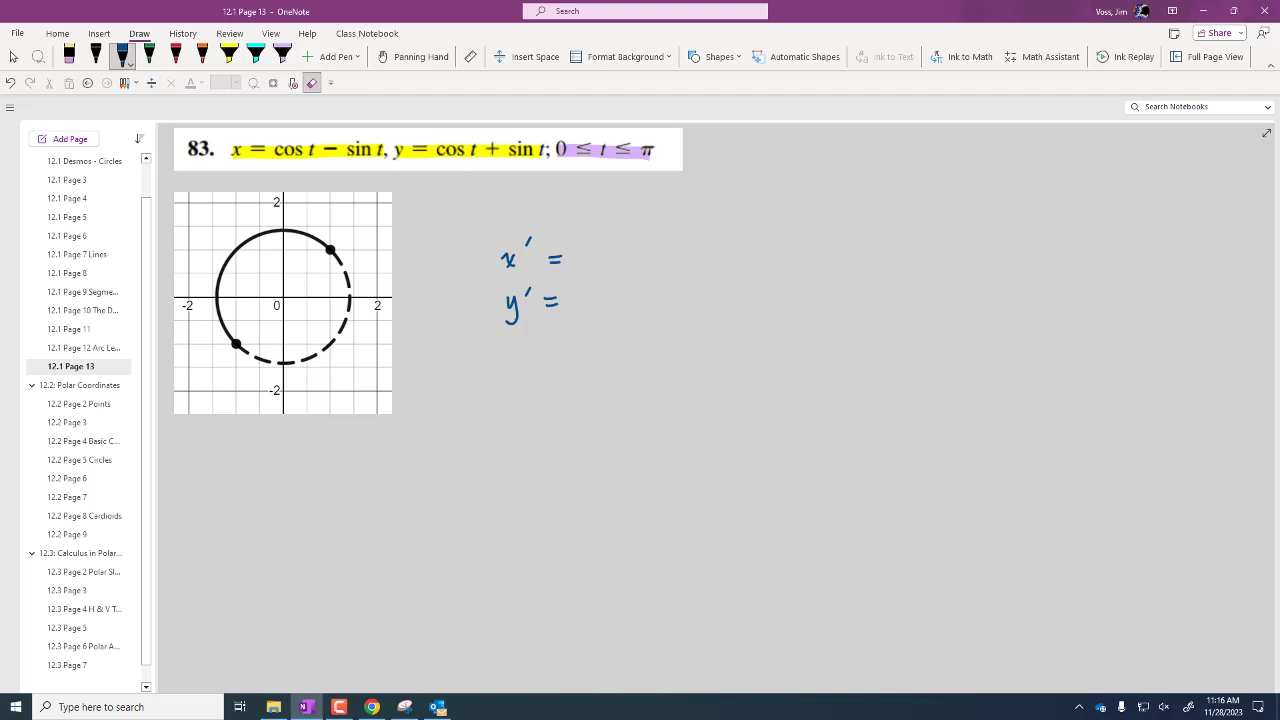 12.1 Page 13 - OneNote
Search
Voss, Jim
File Home Insert Draw History Review View Help Class Notebook
Share
Add Pen
Panning Hand
Insert Space
Format Background
Shapes
Automatic Shapes
Ink to Shape
Ink to Math
Math Assistant
Ink Replay
Full Page View
Search Notebooks
Add Page
12.1 Desmos - Circles
12.1 Page 3
12.1 Page 4
12.1 Page 5
12.1 Page 6
12.1 Page 7 Lines
12.1 Page 8
12.1 Page 9 Segme...
12.1 Page 10 The D...
12.1 Page 11
12.1 Page 12 Arc Le...
12.1 Page 13
12.2: Polar Coordinates
12.2 Page 2 Points
12.2 Page 3
12.2 Page 4 Basic C...
12.2 Page 5 Circles
12.2 Page 6
12.2 Page 7
12.2 Page 8 Cardioids
12.2 Page 9
12.3: Calculus in Polar...
12.3 Page 2 Polar Sl...
12.3 Page 3
12.3 Page 4 H & V T...
12.3 Page 5
12.3 Page 6 Polar A...
12.3 Page 7
83. x = cos t − sin t, y = cos t + sin t; 0 ≤ t ≤ π
2
-2 0 2
-2
x' =
y' =
Type here to search
11:16 AM
11/28/2023